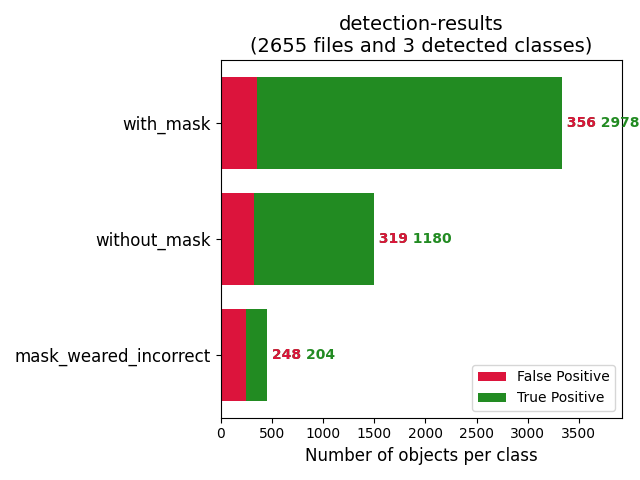 detection-results
(2655 files and 3 detected classes)
with_mask
356 2978
without_mask
319 1180
mask_weared_incorrect
248 204
False Positive
True Positive
0 500 1000 1500 2000 2500 3000 3500
Number of objects per class